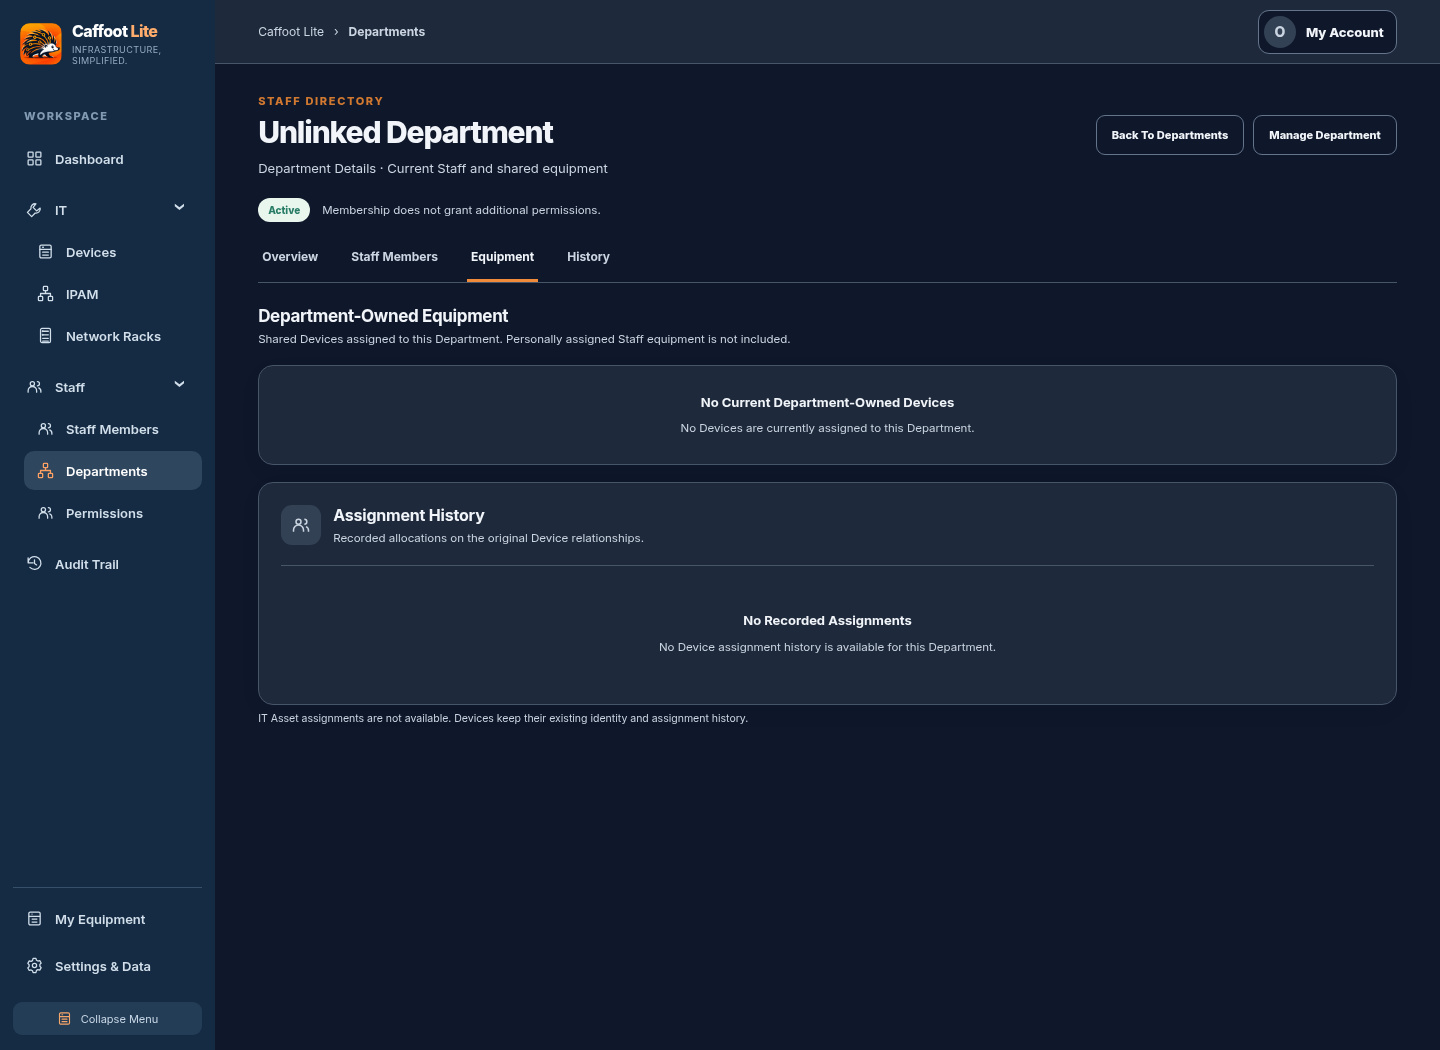 Caffoot Lite
INFRASTRUCTURE,
SIMPLIFIED.
WORKSPACE
Dashboard
IT
Devices
IPAM
Network Racks
Staff
Staff Members
Departments
Permissions
Audit Trail
My Equipment
Settings & Data
Collapse Menu
Caffoot Lite › Departments
O My Account
STAFF DIRECTORY
Unlinked Department
Department Details · Current Staff and shared equipment
Back To Departments
Manage Department
Active Membership does not grant additional permissions.
Overview Staff Members Equipment History
Department-Owned Equipment
Shared Devices assigned to this Department. Personally assigned Staff equipment is not included.
No Current Department-Owned Devices
No Devices are currently assigned to this Department.
Assignment History
Recorded allocations on the original Device relationships.
No Recorded Assignments
No Device assignment history is available for this Department.
IT Asset assignments are not available. Devices keep their existing identity and assignment history.